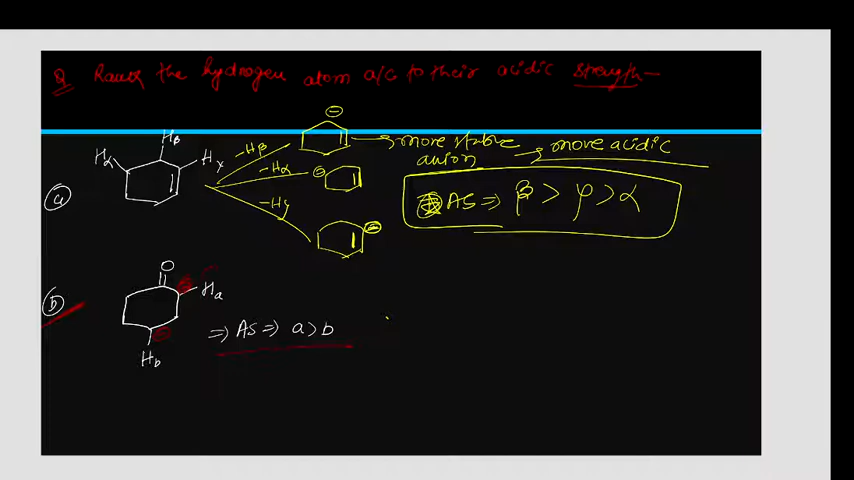 Q Rank the hydrogen atom a/c to their acidic strength-
Hβ
Hα
Hγ
-Hβ
-Hα
-Hγ
⊖
⊖
⊖
→ more stable anion → more acidic
AS ⇒ β > γ > α
(a)
(b)
O
Ha
Hb
⇒ AS ⇒ a > b